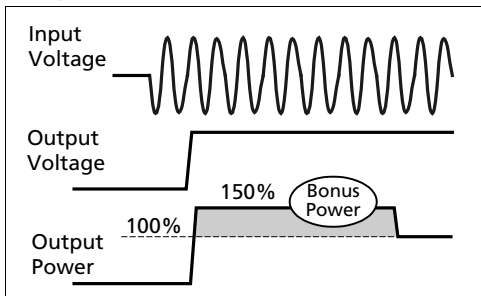 Input
Voltage
Output
Voltage
150%
Bonus
Power
100%
Output
Power